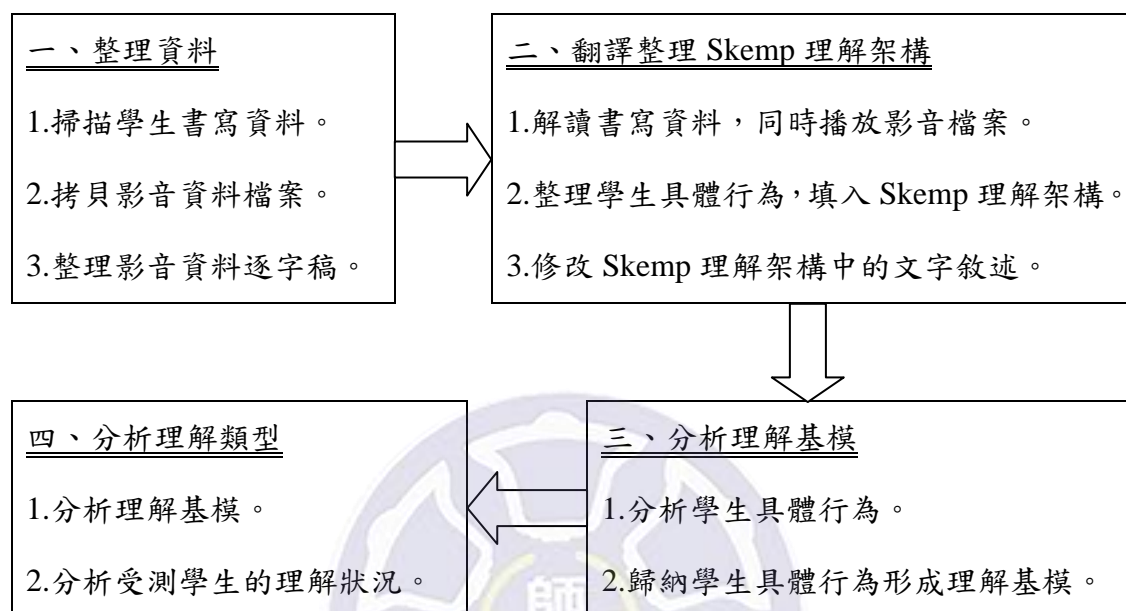 一、整理資料
1.掃描學生書寫資料。
2.拷貝影音資料檔案。
3.整理影音資料逐字稿。
二、翻譯整理 Skemp 理解架構
1.解讀書寫資料，同時播放影音檔案。
2.整理學生具體行為，填入 Skemp 理解架構。
3.修改 Skemp 理解架構中的文字敘述。
三、分析理解基模
1.分析學生具體行為。
2.歸納學生具體行為形成理解基模。
四、分析理解類型
1.分析理解基模。
2.分析受測學生的理解狀況。
師